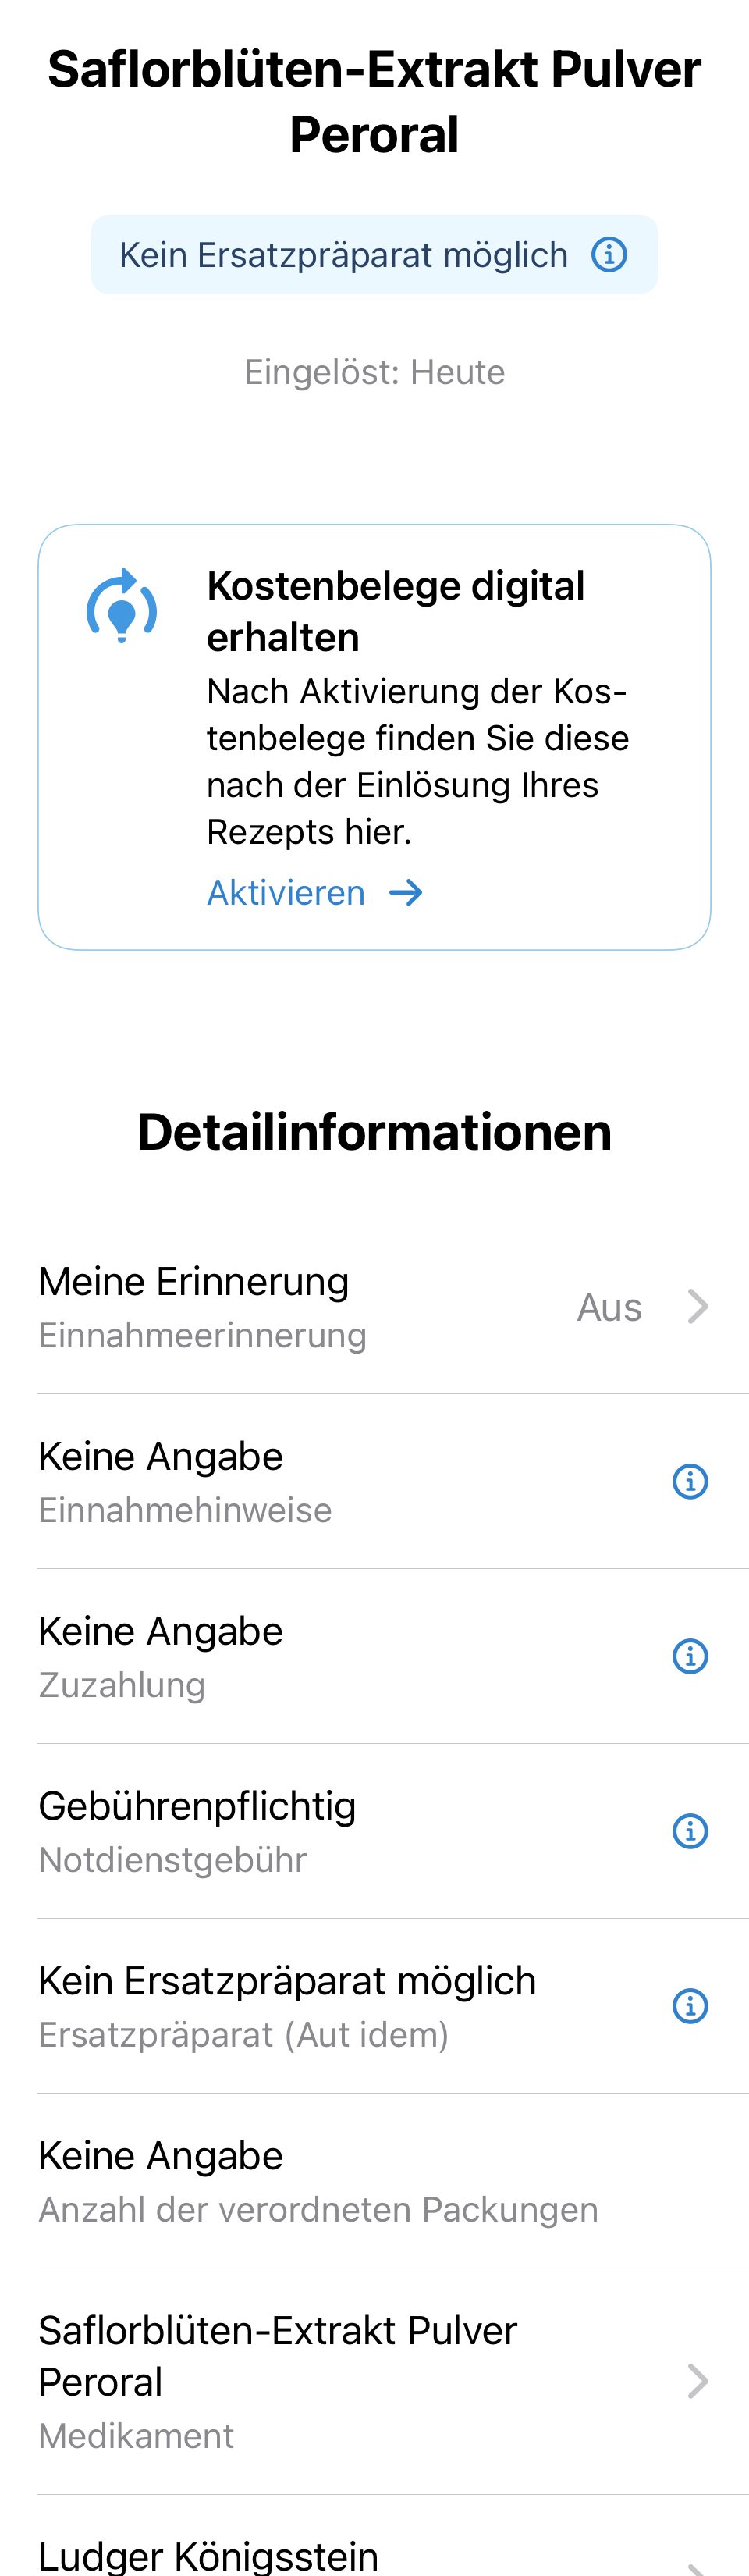 Saflorblüten-Extrakt Pulver
Peroral
Kein Ersatzpräparat möglich
Eingelöst: Heute
Kostenbelege digital
erhalten
Nach Aktivierung der Kos-
tenbelege finden Sie diese
nach der Einlösung Ihres
Rezepts hier.
Aktivieren
Detailinformationen
Meine Erinnerung
Einnahmeerinnerung
Aus
Keine Angabe
Einnahmehinweise
Keine Angabe
Zuzahlung
Gebührenpflichtig
Notdienstgebühr
Kein Ersatzpräparat möglich
Ersatzpräparat (Aut idem)
Keine Angabe
Anzahl der verordneten Packungen
Saflorblüten-Extrakt Pulver
Peroral
Medikament
Ludger Königsstein